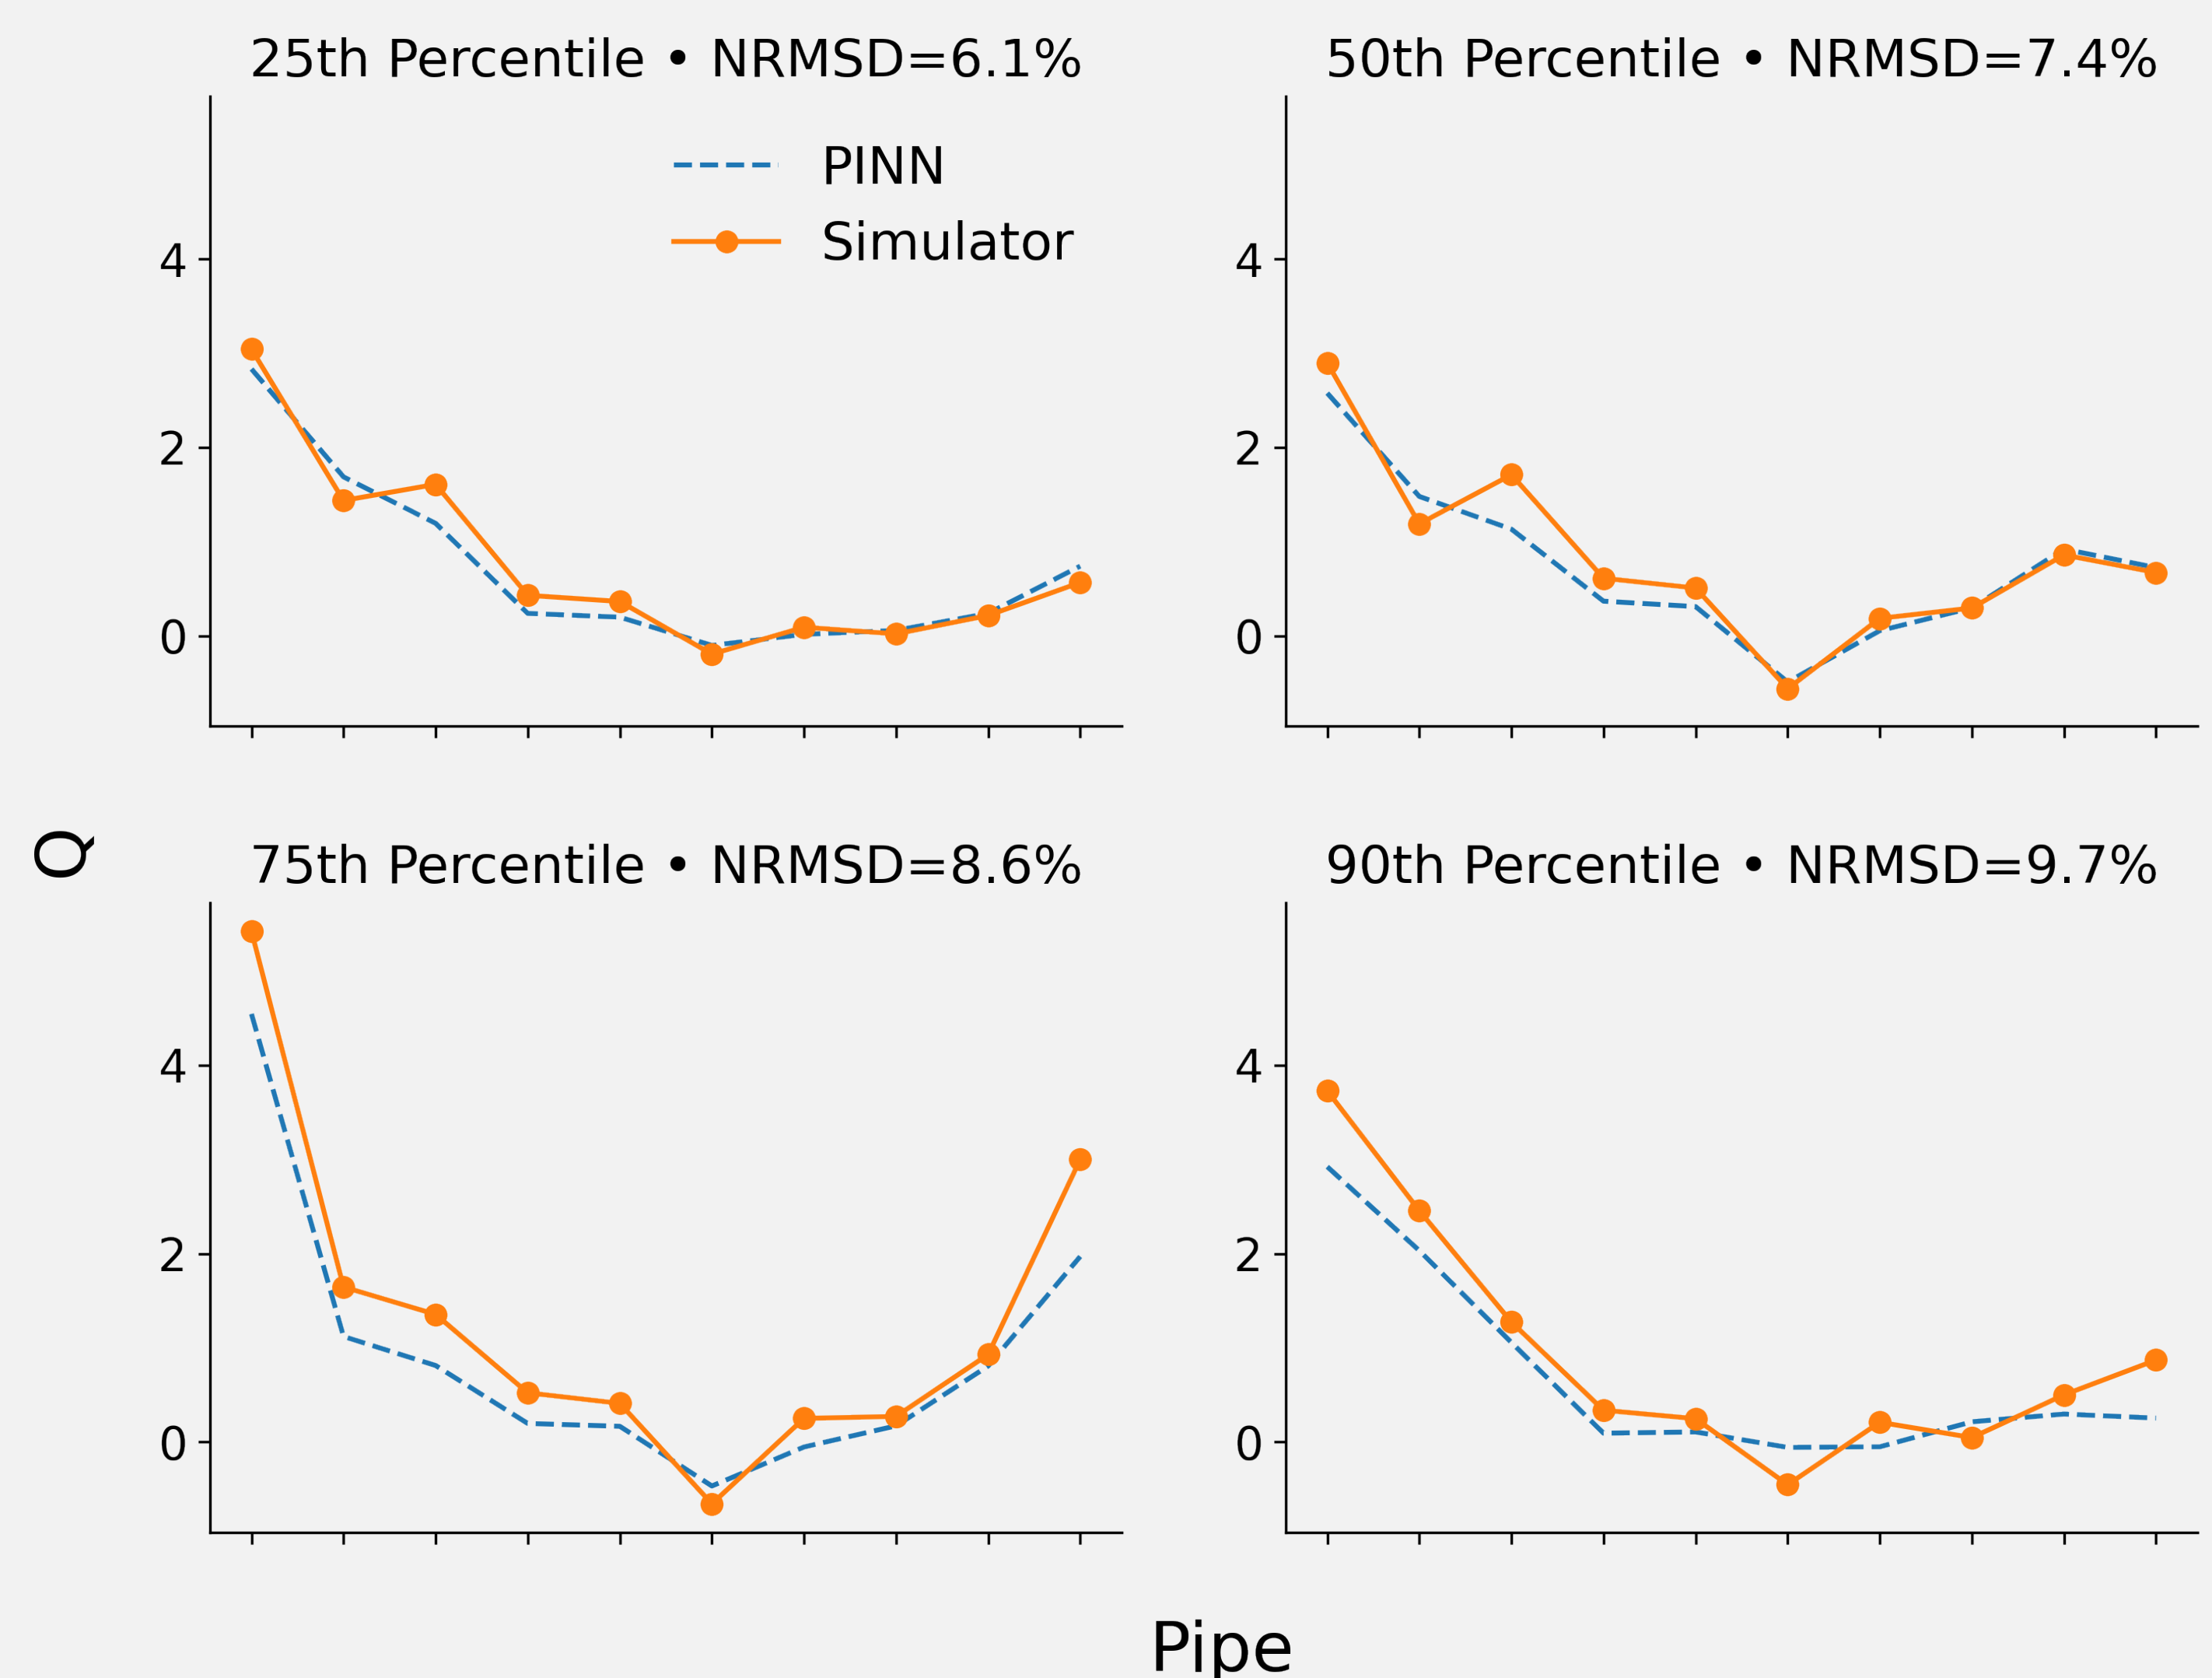 25th Percentile • NRMSD=6.1%
50th Percentile • NRMSD=7.4%
PINN
Simulator
4
2
0
4
2
0
Q
75th Percentile • NRMSD=8.6%
90th Percentile • NRMSD=9.7%
4
2
0
4
2
0
Pipe